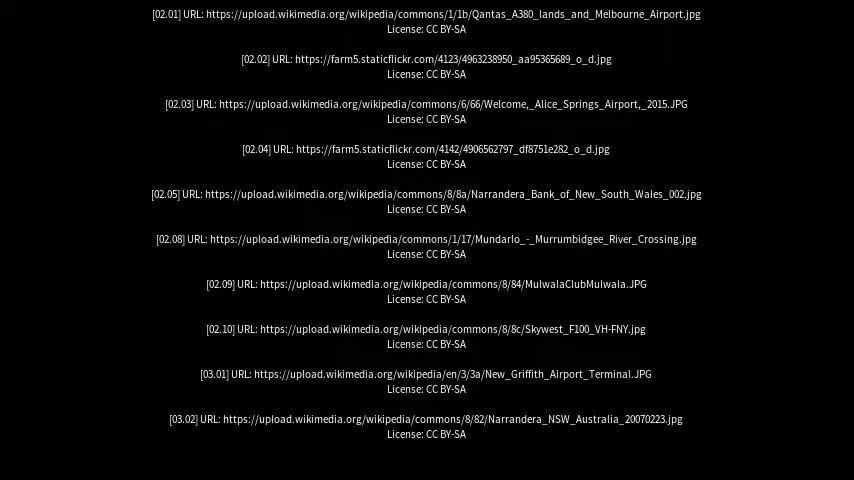 [02.01] URL: https://upload.wikimedia.org/wikipedia/commons/1/1b/Qantas_A380_lands_and_Melbourne_Airport.jpg
License: CC BY-SA
[02.02] URL: https://farm5.staticflickr.com/4123/4963238950_aa95365689_o_d.jpg
License: CC BY-SA
[02.03] URL: https://upload.wikimedia.org/wikipedia/commons/6/66/Welcome,_Alice_Springs_Airport,_2015.JPG
License: CC BY-SA
[02.04] URL: https://farm5.staticflickr.com/4142/4906562797_df8751e282_o_d.jpg
License: CC BY-SA
[02.05] URL: https://upload.wikimedia.org/wikipedia/commons/8/8a/Narrandera_Bank_of_New_South_Wales_002.jpg
License: CC BY-SA
[02.08] URL: https://upload.wikimedia.org/wikipedia/commons/1/17/Mundarlo_-_Murrumbidgee_River_Crossing.jpg
License: CC BY-SA
[02.09] URL: https://upload.wikimedia.org/wikipedia/commons/8/84/MulwalaClubMulwala.JPG
License: CC BY-SA
[02.10] URL: https://upload.wikimedia.org/wikipedia/commons/8/8c/Skywest_F100_VH-FNY.jpg
License: CC BY-SA
[03.01] URL: https://upload.wikimedia.org/wikipedia/en/3/3a/New_Griffith_Airport_Terminal.JPG
License: CC BY-SA
[03.02] URL: https://upload.wikimedia.org/wikipedia/commons/8/82/Narrandera_NSW_Australia_20070223.jpg
License: CC BY-SA